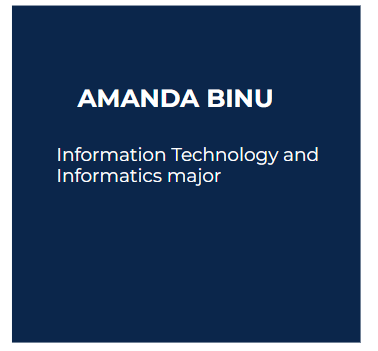 AMANDA BINU
Information Technology and
Informatics major